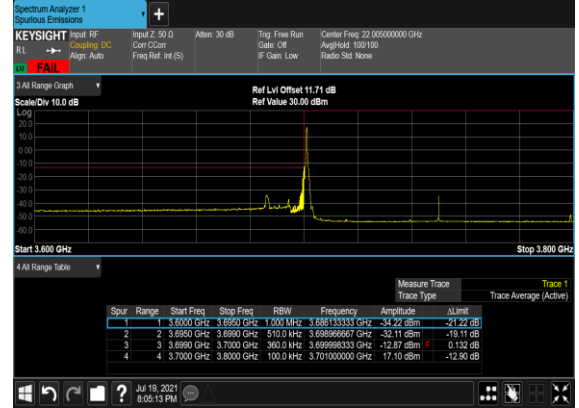 Spectrum Analyzer 1
Spurious Emissions
+
KEYSIGHT Input: RF Input Z: 50 Ω Atten: 30 dB Trig: Free Run Center Freq: 22.005000000 GHz
RL Coupling: DC Corr CCorr Gate: Off Avg|Hold: 100/100
Align: Auto Freq Ref: Int (S) IF Gain: Low Radio Std: None
LW FAIL
3 All Range Graph
Ref Lvl Offset 11.71 dB
Scale/Div 10.0 dB Ref Value 30.00 dBm
Log
20.0
10.0
0.00
-10.0
-20.0
-30.0
-40.0
-50.0
-60.0
Start 3.600 GHz Stop 3.800 GHz
4 All Range Table
Measure Trace Trace 1
Trace Type Trace Average (Active)
Spur Range Start Freq Stop Freq RBW Frequency Amplitude ΔLimit
1 1 3.6000 GHz 3.6950 GHz 1.000 MHz 3.686133333 GHz -34.22 dBm -21.22 dB
2 2 3.6950 GHz 3.6990 GHz 510.0 kHz 3.698966667 GHz -32.11 dBm -19.11 dB
3 3 3.6990 GHz 3.7000 GHz 360.0 kHz 3.699998333 GHz -12.87 dBm F 0.132 dB
4 4 3.7000 GHz 3.8000 GHz 100.0 kHz 3.701000000 GHz 17.10 dBm -12.90 dB
? Jul 19, 2021
8:05:13 PM